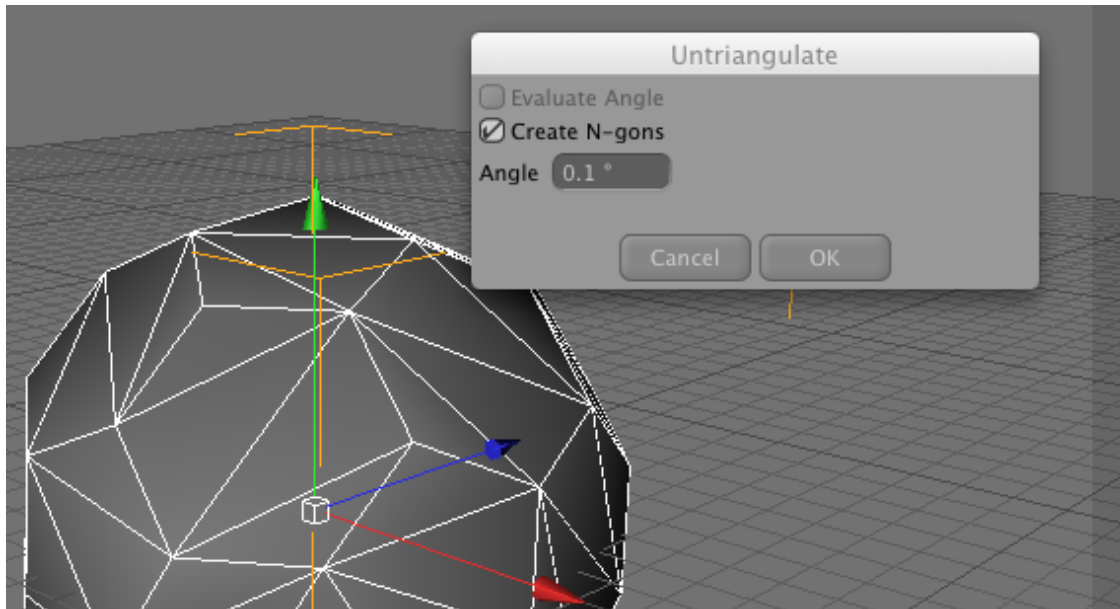 Untriangulate
Evaluate Angle
Create N-gons
Angle 0.1 °
Cancel OK